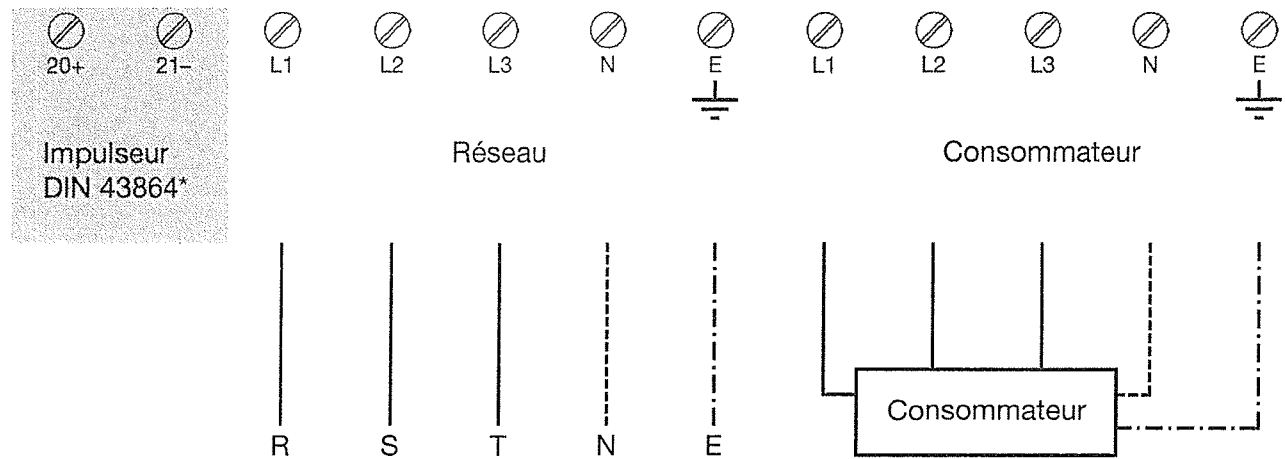 20+ 21– L1 L2 L3 N E L1 L2 L3 N E
Impulseur
DIN 43864*
Réseau
Consommateur
Consommateur
R S T N E